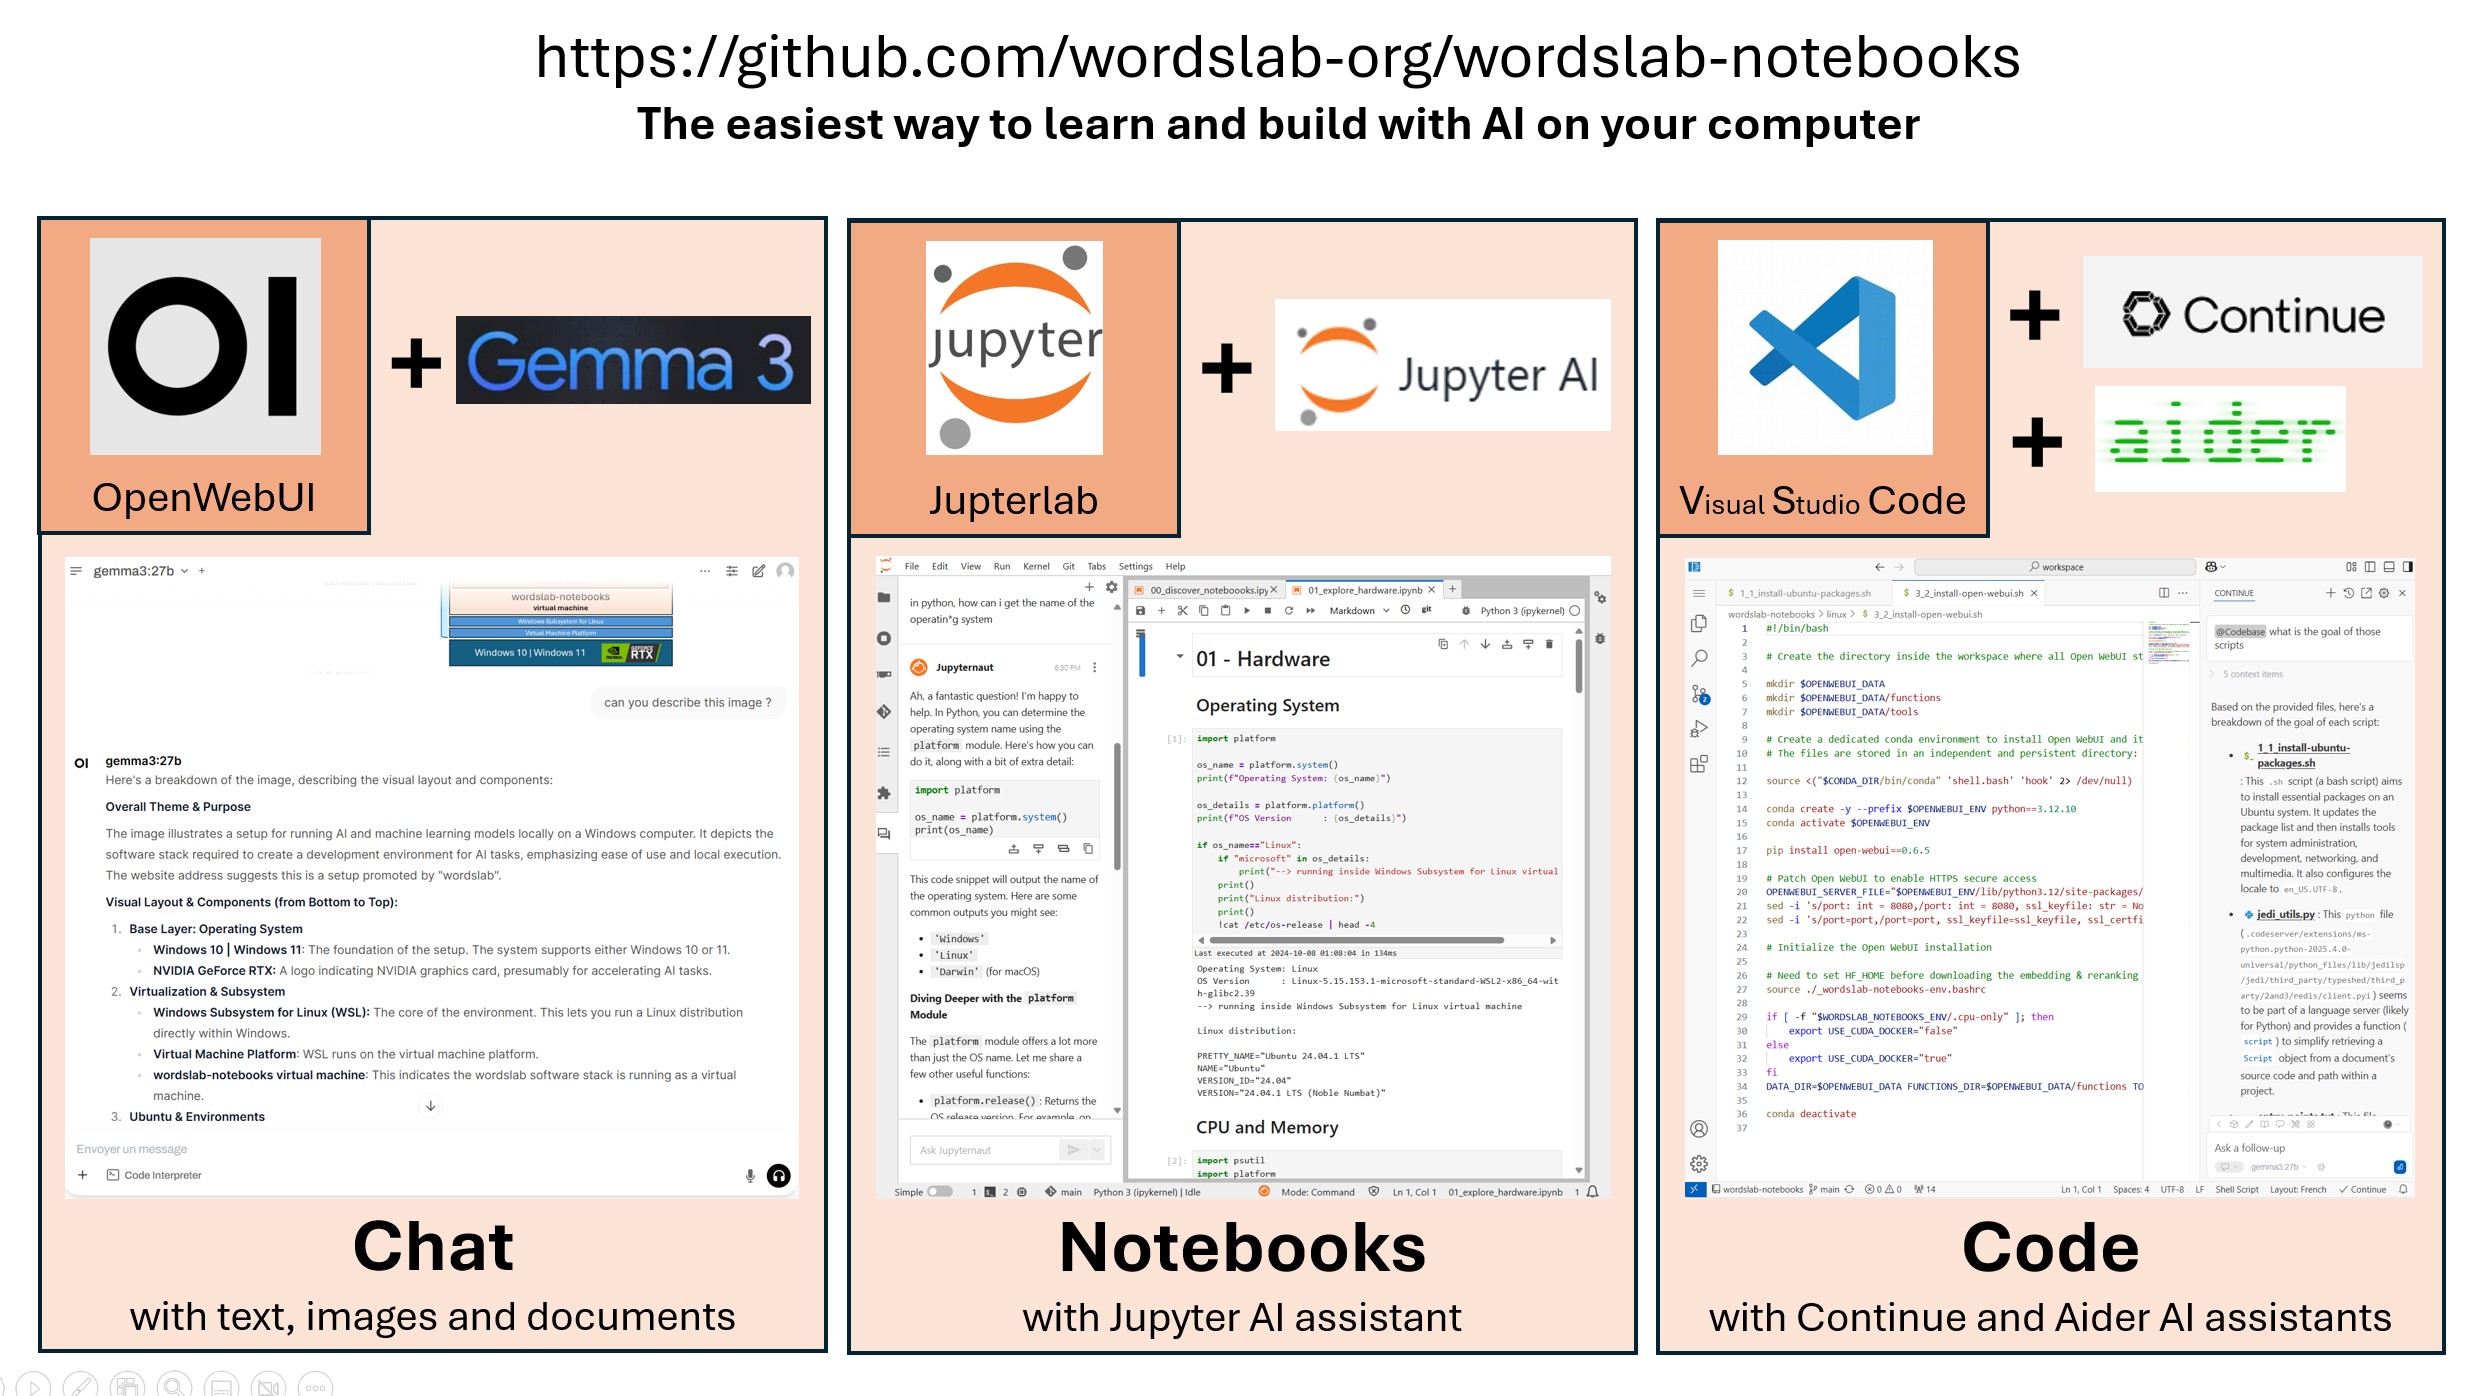 https://github.com/wordslab-org/wordslab-notebooks
The easiest way to learn and build with AI on your computer
OI
OpenWebUI
+
Gemma 3
gemma3:27b
+
wordslab-notebooks
virtual machine
Windows Subsystem for Linux
Virtual Machine Platform
Windows 10 | Windows 11
NVIDIA
GEFORCE
RTX
can you describe this image ?
OI
gemma3:27b
Here's a breakdown of the image, describing the visual layout and components:
Overall Theme & Purpose
The image illustrates a setup for running AI and machine learning models locally on a Windows computer. It depicts the
software stack required to create a development environment for AI tasks, emphasizing ease of use and local execution.
The website address suggests this is a setup promoted by "wordslab".
Visual Layout & Components (from Bottom to Top):
1. Base Layer: Operating System
Windows 10 | Windows 11: The foundation of the setup. The system supports either Windows 10 or 11.
NVIDIA GeForce RTX: A logo indicating NVIDIA graphics card, presumably for accelerating AI tasks.
2. Virtualization & Subsystem
Windows Subsystem for Linux (WSL): The core of the environment. This lets you run a Linux distribution
directly within Windows.
Virtual Machine Platform: WSL runs on the virtual machine platform.
wordslab-notebooks virtual machine: This indicates the wordslab software stack is running as a virtual
machine.
3. Ubuntu & Environments
Envoyer un message
+ Code Interpreter
Chat
with text, images and documents
jupyter
Jupterlab
+
Jupyter AI
File Edit View Run Kernel Git Tabs Settings Help
in python, how can i get the name of the
operatin*g system
Jupyternaut 6:30 PM
Ah, a fantastic question! I'm happy to
help. In Python, you can determine the
operating system name using the
platform module. Here's how you can
do it, along with a bit of extra detail:
import platform
os_name = platform.system()
print(os_name)
This code snippet will output the name of
the operating system. Here are some
common outputs you might see:
• 'Windows'
• 'Linux'
• 'Darwin' (for macOS)
Diving Deeper with the platform
Module
The platform module offers a lot more
than just the OS name. Let me share a
few other useful functions:
• platform.release() : Returns the
OS release version. For example, on
Ask Jupyternaut
00_discover_noteboooks.ipy
01_explore_hardware.ipynb
Markdown git Python 3 (ipykernel)
01 - Hardware
Operating System
[1]: import platform
os_name = platform.system()
print(f"Operating System: {os_name}")
os_details = platform.platform()
print(f"OS Version : {os_details}")
if os_name=="Linux":
if "microsoft" in os_details:
print("--> running inside Windows Subsystem for Linux virtual
print()
print("Linux distribution:")
print()
!cat /etc/os-release | head -4
Last executed at 2024-10-08 01:08:04 in 134ms
Operating System: Linux
OS Version : Linux-5.15.153.1-microsoft-standard-WSL2-x86_64-wit
h-glibc2.39
--> running inside Windows Subsystem for Linux virtual machine
Linux distribution:
PRETTY_NAME="Ubuntu 24.04.1 LTS"
NAME="Ubuntu"
VERSION_ID="24.04"
VERSION="24.04.1 LTS (Noble Numbat)"
CPU and Memory
[2]: import psutil
import platform
Simple 1 2 main Python 3 (ipykernel) | Idle Mode: Command Ln 1, Col 1 01_explore_hardware.ipynb 1
Notebooks
with Jupyter AI assistant
Visual Studio Code
+
Continue
+
aider
workspace
1_1_install-ubuntu-packages.sh
3_2_install-open-webui.sh
wordslab-notebooks > linux > $ 3_2_install-open-webui.sh
1 #!/bin/bash
2
3 # Create the directory inside the workspace where all Open WebUI st
4
5 mkdir $OPENWEBUI_DATA
6 mkdir $OPENWEBUI_DATA/functions
7 mkdir $OPENWEBUI_DATA/tools
8
9 # Create a dedicated conda environment to install Open WebUI and it
10 # The files are stored in an independent and persistent directory:
11
12 source <("$CONDA_DIR/bin/conda" 'shell.bash' 'hook' 2> /dev/null)
13
14 conda create -y --prefix $OPENWEBUI_ENV python==3.12.10
15 conda activate $OPENWEBUI_ENV
16
17 pip install open-webui==0.6.5
18
19 # Patch Open WebUI to enable HTTPS secure access
20 OPENWEBUI_SERVER_FILE="$OPENWEBUI_ENV/lib/python3.12/site-packages/
21 sed -i 's/port: int = 8080,/port: int = 8080, ssl_keyfile: str = No
22 sed -i 's/port=port,/port=port, ssl_keyfile=ssl_keyfile, ssl_certfi
23
24 # Initialize the Open WebUI installation
25
26 # Need to set HF_HOME before downloading the embedding & reranking
27 source ./_wordslab-notebooks-env.bashrc
28
29 if [ -f "$WORDSLAB_NOTEBOOKS_ENV/.cpu-only" ]; then
30 export USE_CUDA_DOCKER="false"
31 else
32 export USE_CUDA_DOCKER="true"
33 fi
34 DATA_DIR=$OPENWEBUI_DATA FUNCTIONS_DIR=$OPENWEBUI_DATA/functions TO
35
36 conda deactivate
37
CONTINUE
@Codebase what is the goal of those
scripts
5 context items
Based on the provided files, here's a
breakdown of the goal of each script:
• 1_1_install-ubuntu-
packages.sh
: This .sh script (a bash script) aims
to install essential packages on an
Ubuntu system. It updates the
package list and then installs tools
for system administration,
development, networking, and
multimedia. It also configures the
locale to en_US.UTF-8.
• jedi_utils.py : This python file
(.codeserver/extensions/ms-
python.python-2025.4.0-
universal/python_files/lib/jedilsp
/jedi/third_party/typeshed/third_p
arty/2and3/redis/client.pyi) seems
to be part of a language server (likely
for Python) and provides a function (
script ) to simplify retrieving a
Script object from a document's
source code and path within a
project.
Ask a follow-up
gemma3:27b @
wordslab-notebooks main 0 0 14 Ln 1, Col 1 Spaces: 4 UTF-8 LF Shell Script Layout: French Continue
Code
with Continue and Aider AI assistants